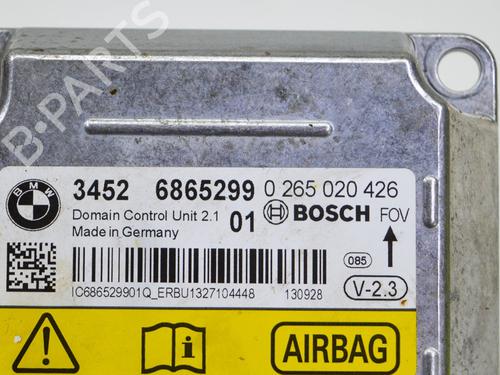 B-PARTS
BMW
3452 6865299 0 265 020 426
Domain Control Unit 2.1 01 BOSCH FOV
Made in Germany
085
IC686529901Q_ERBU1327104448 130928 V-2.3
i AIRBAG